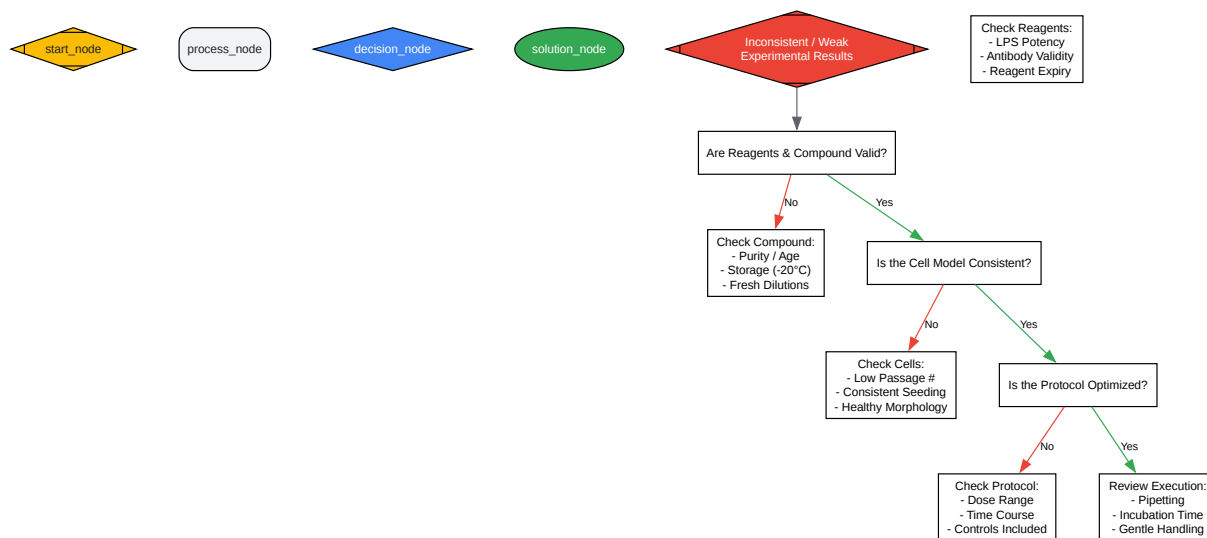 start_node
process_node
decision_node
solution_node
Inconsistent / Weak
Experimental Results
Check Reagents:
- LPS Potency
- Antibody Validity
- Reagent Expiry
Are Reagents & Compound Valid?
No
Yes
Check Compound:
- Purity / Age
- Storage (-20°C)
- Fresh Dilutions
Is the Cell Model Consistent?
No
Yes
Check Cells:
- Low Passage #
- Consistent Seeding
- Healthy Morphology
Is the Protocol Optimized?
No
Yes
Check Protocol:
- Dose Range
- Time Course
- Controls Included
Review Execution:
- Pipetting
- Incubation Time
- Gentle Handling